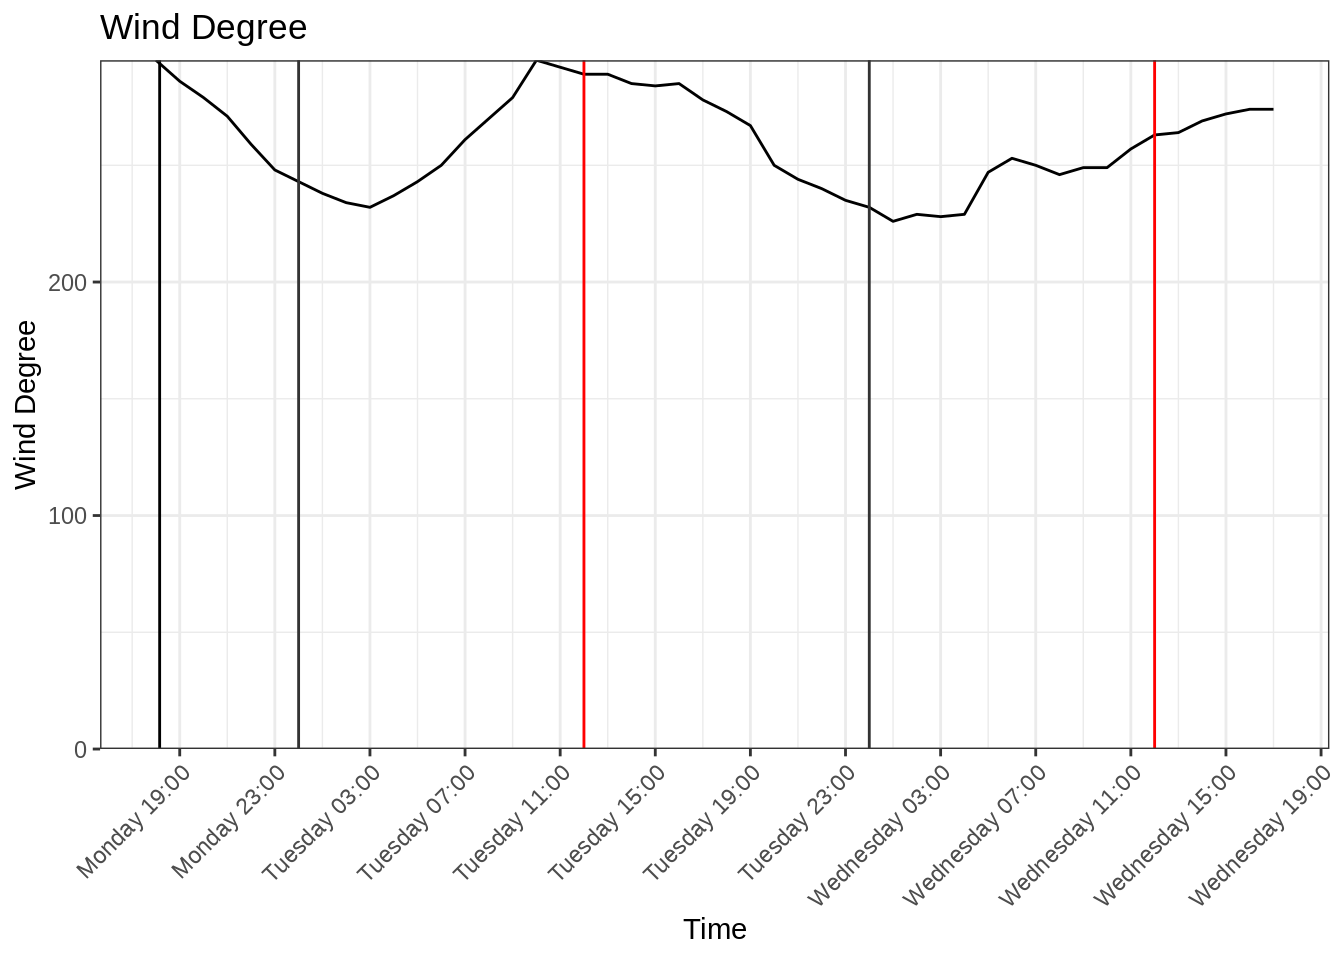 Wind Degree
Wind Degree
200
100
0
Monday 19:00
Monday 23:00
Tuesday 03:00
Tuesday 07:00
Tuesday 11:00
Tuesday 15:00
Tuesday 19:00
Tuesday 23:00
Wednesday 03:00
Wednesday 07:00
Wednesday 11:00
Wednesday 15:00
Wednesday 19:00
Time